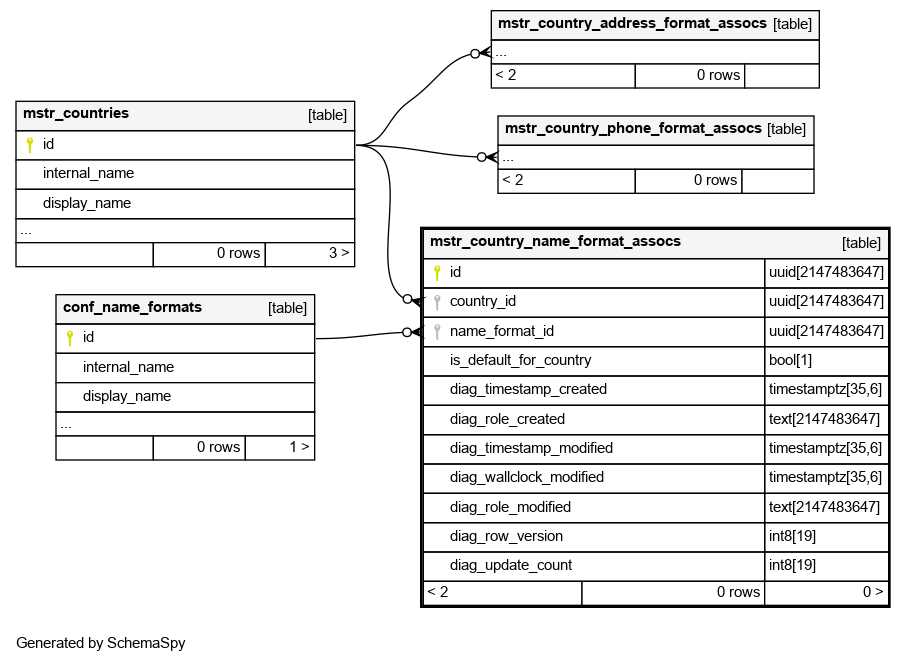 mstr_country_address_format_assocs [table]
...
< 2 0 rows
mstr_countries [table]
id
internal_name
display_name
...
0 rows 3 >
mstr_country_phone_format_assocs [table]
...
< 2 0 rows
mstr_country_name_format_assocs [table]
id uuid[2147483647]
country_id uuid[2147483647]
name_format_id uuid[2147483647]
is_default_for_country bool[1]
diag_timestamp_created timestamptz[35,6]
diag_role_created text[2147483647]
diag_timestamp_modified timestamptz[35,6]
diag_wallclock_modified timestamptz[35,6]
diag_role_modified text[2147483647]
diag_row_version int8[19]
diag_update_count int8[19]
< 2 0 rows 0 >
conf_name_formats [table]
id
internal_name
display_name
...
0 rows 1 >
Generated by SchemaSpy